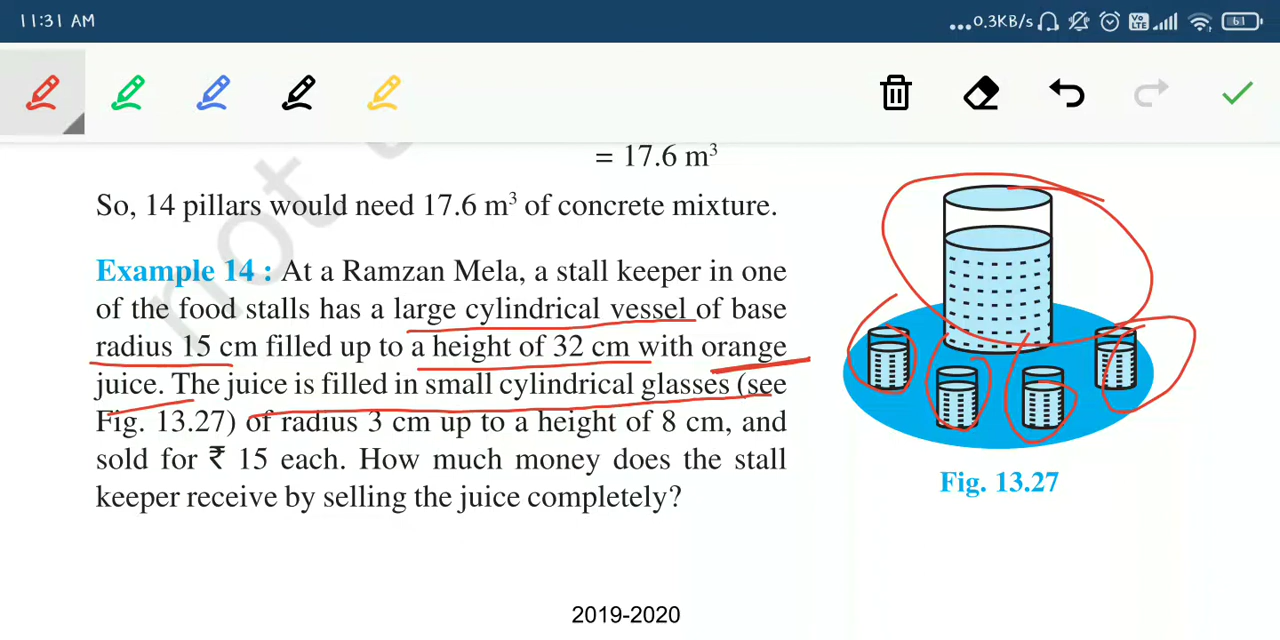 11:31 AM
...0.3KB/s Vo LTE 61
= 17.6 m³
not
So, 14 pillars would need 17.6 m³ of concrete mixture.
Example 14 : At a Ramzan Mela, a stall keeper in one
of the food stalls has a large cylindrical vessel of base
radius 15 cm filled up to a height of 32 cm with orange
juice. The juice is filled in small cylindrical glasses (see
Fig. 13.27) of radius 3 cm up to a height of 8 cm, and
sold for ₹ 15 each. How much money does the stall
keeper receive by selling the juice completely?
Fig. 13.27
2019-2020